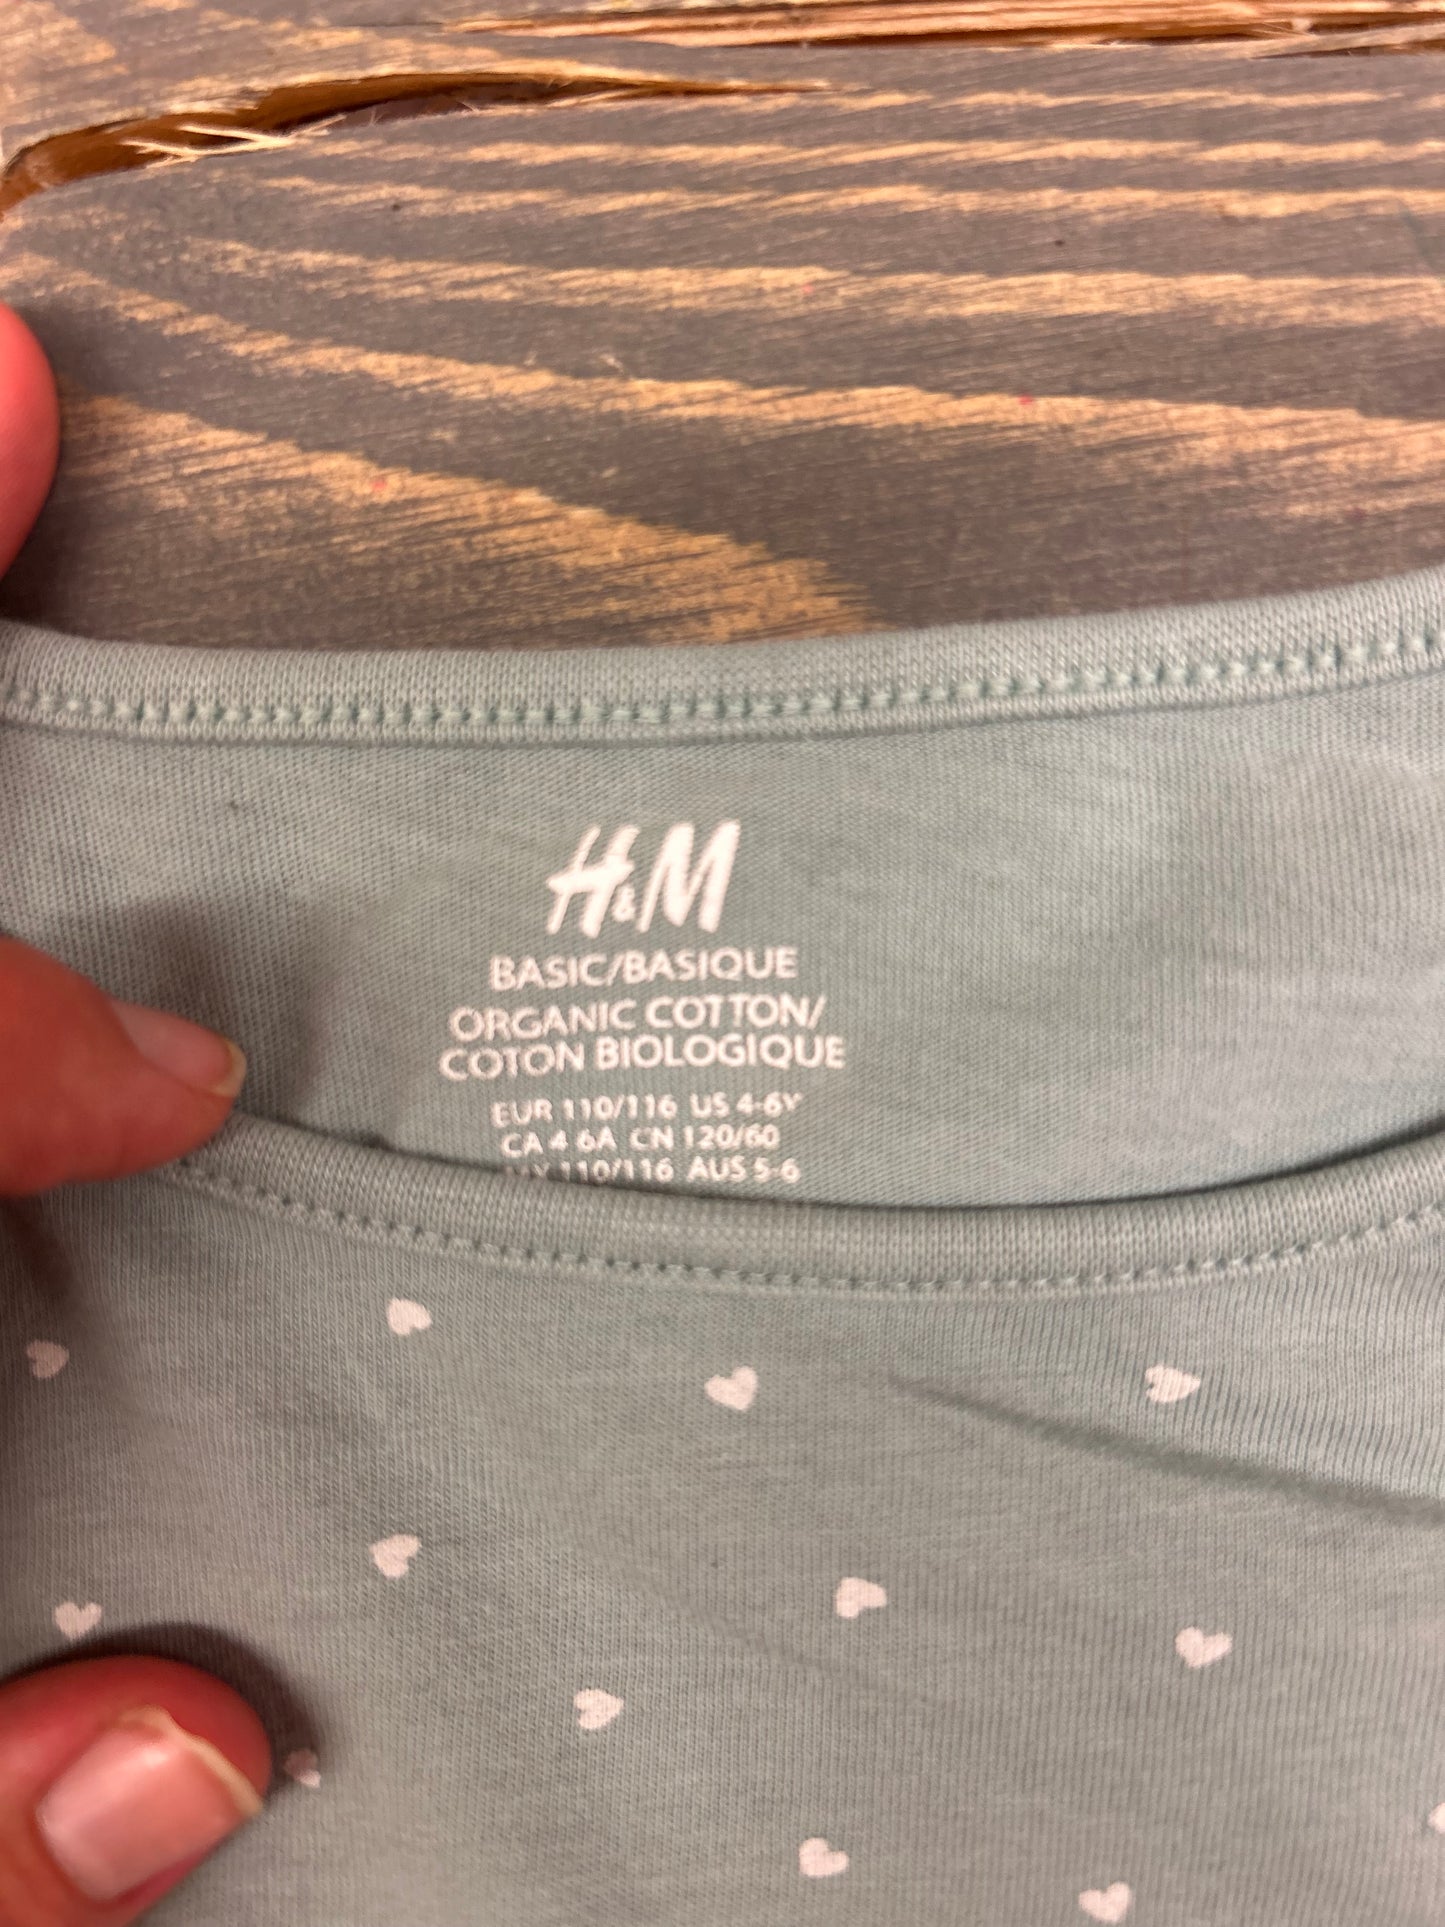 H&M
BASIC/BASIQUE
ORGANIC COTTON/
COTON BIOLOGIQUE
EUR 110/116 US 4-6Y
CA 4 6A CN 120/60
110/116 AUS 5-6